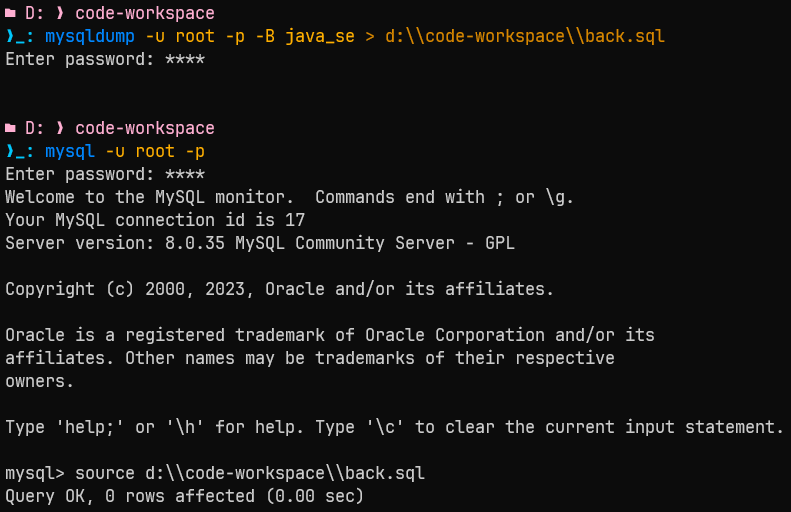 D: ❯ code-workspace
❯_: mysqldump -u root -p -B java_se > d:\\code-workspace\\back.sql
Enter password: ****
D: ❯ code-workspace
❯_: mysql -u root -p
Enter password: ****
Welcome to the MySQL monitor.  Commands end with ; or \g.
Your MySQL connection id is 17
Server version: 8.0.35 MySQL Community Server - GPL
Copyright (c) 2000, 2023, Oracle and/or its affiliates.
Oracle is a registered trademark of Oracle Corporation and/or its
affiliates. Other names may be trademarks of their respective
owners.
Type 'help;' or '\h' for help. Type '\c' to clear the current input statement.
mysql> source d:\\code-workspace\\back.sql
Query OK, 0 rows affected (0.00 sec)